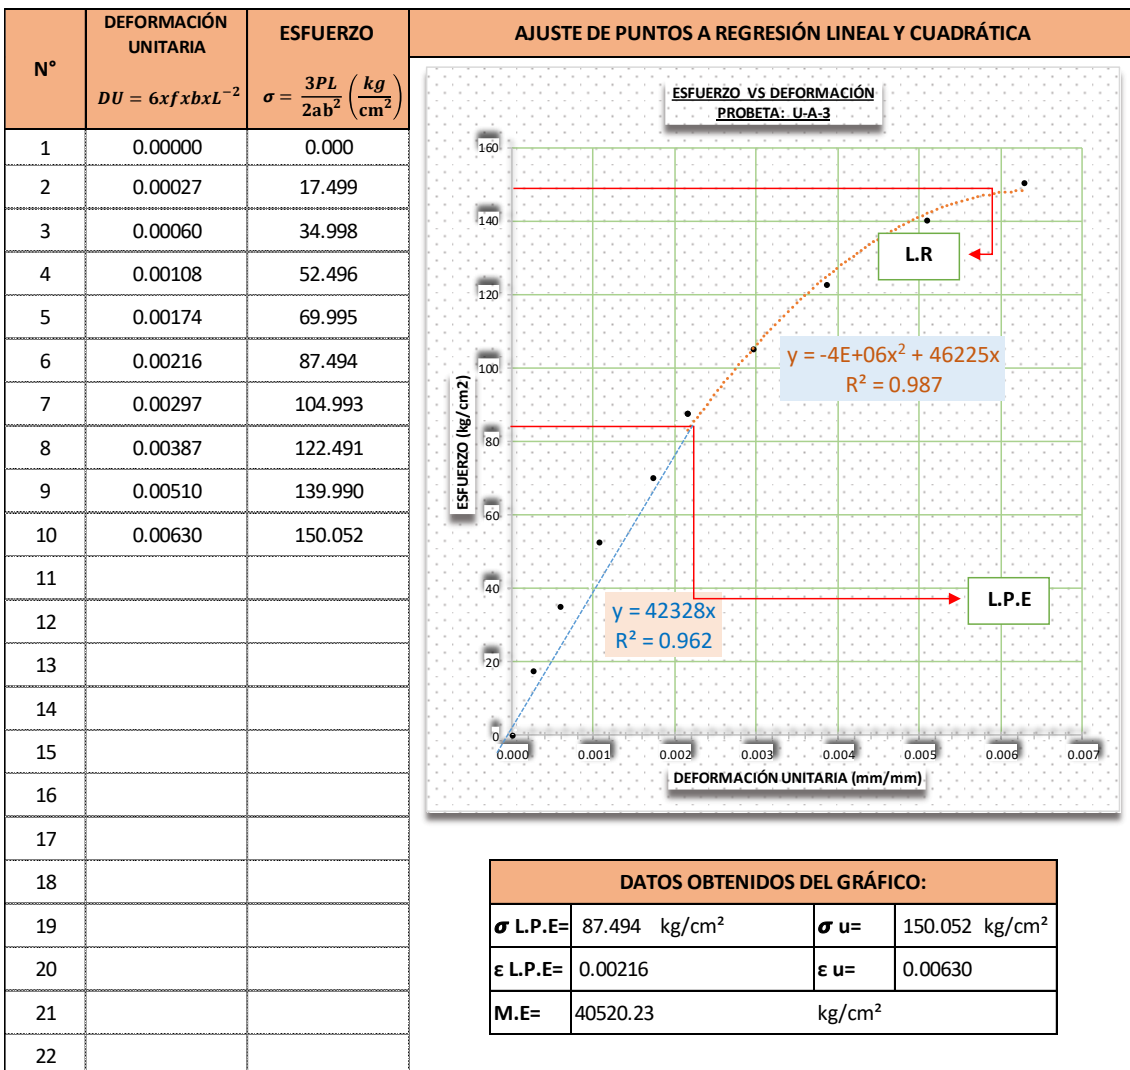 N°
DEFORMACIÓN
UNITARIA
DU = 6xfxbxL⁻²
ESFUERZO
σ = 3PL / 2ab² (kg / cm²)
AJUSTE DE PUNTOS A REGRESIÓN LINEAL Y CUADRÁTICA
1 0.00000 0.000
2 0.00027 17.499
3 0.00060 34.998
4 0.00108 52.496
5 0.00174 69.995
6 0.00216 87.494
7 0.00297 104.993
8 0.00387 122.491
9 0.00510 139.990
10 0.00630 150.052
11
12
13
14
15
16
17
18
19
20
21
22
ESFUERZO VS DEFORMACIÓN
PROBETA: U-A-3
160
140
120
100
80
60
40
20
0
ESFUERZO (kg/cm2)
L.R
y = -4E+06x² + 46225x
R² = 0.987
L.P.E
y = 42328x
R² = 0.962
0.000 0.001 0.002 0.003 0.004 0.005 0.006 0.007
DEFORMACIÓN UNITARIA (mm/mm)
DATOS OBTENIDOS DEL GRÁFICO:
σ L.P.E= 87.494 kg/cm² σ u= 150.052 kg/cm²
ε L.P.E= 0.00216 ε u= 0.00630
M.E= 40520.23 kg/cm²